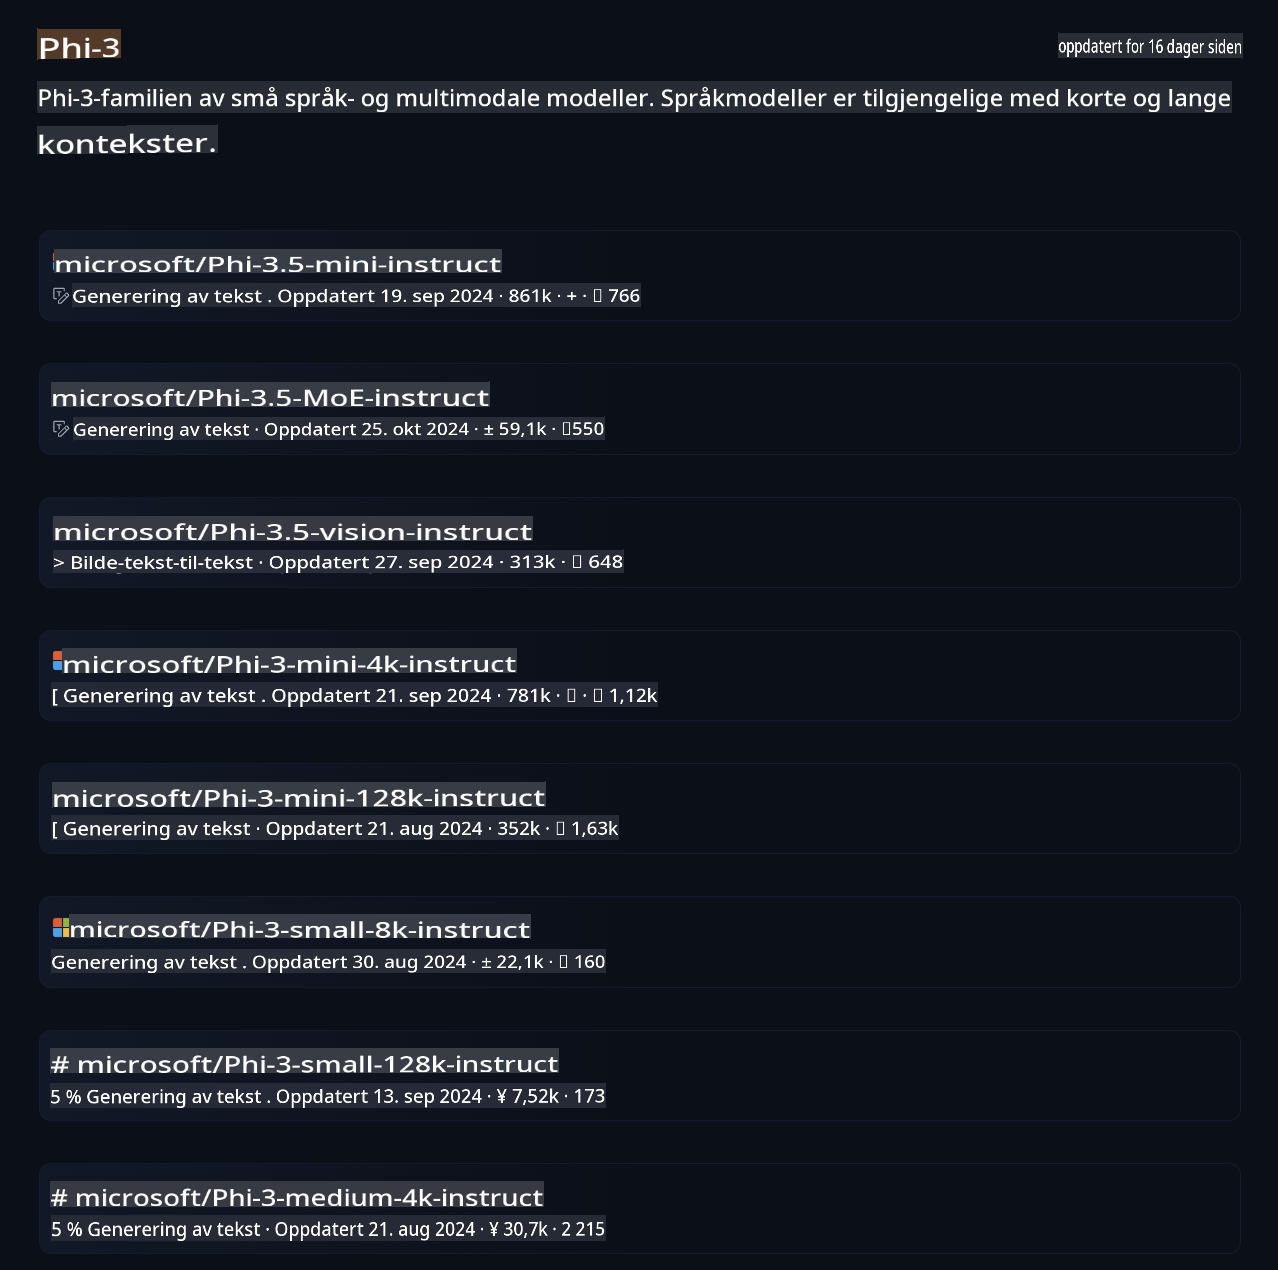 Phi-3
oppdatert for 16 dager siden
Phi-3-familien av små språk- og multimodale modeller. Språkmodeller er tilgjengelige med korte og lange
kontekster.
microsoft/Phi-3.5-mini-instruct
Generering av tekst . Oppdatert 19. sep 2024 · 861k · + · 766
microsoft/Phi-3.5-MoE-instruct
Generering av tekst · Oppdatert 25. okt 2024 · ± 59,1k · 550
microsoft/Phi-3.5-vision-instruct
> Bilde-tekst-til-tekst · Oppdatert 27. sep 2024 · 313k · 648
microsoft/Phi-3-mini-4k-instruct
[ Generering av tekst . Oppdatert 21. sep 2024 · 781k · · 1,12k
microsoft/Phi-3-mini-128k-instruct
[ Generering av tekst · Oppdatert 21. aug 2024 · 352k · 1,63k
microsoft/Phi-3-small-8k-instruct
Generering av tekst . Oppdatert 30. aug 2024 · ± 22,1k · 160
# microsoft/Phi-3-small-128k-instruct
5 % Generering av tekst . Oppdatert 13. sep 2024 · ¥ 7,52k · 173
# microsoft/Phi-3-medium-4k-instruct
5 % Generering av tekst · Oppdatert 21. aug 2024 · ¥ 30,7k · 2 215